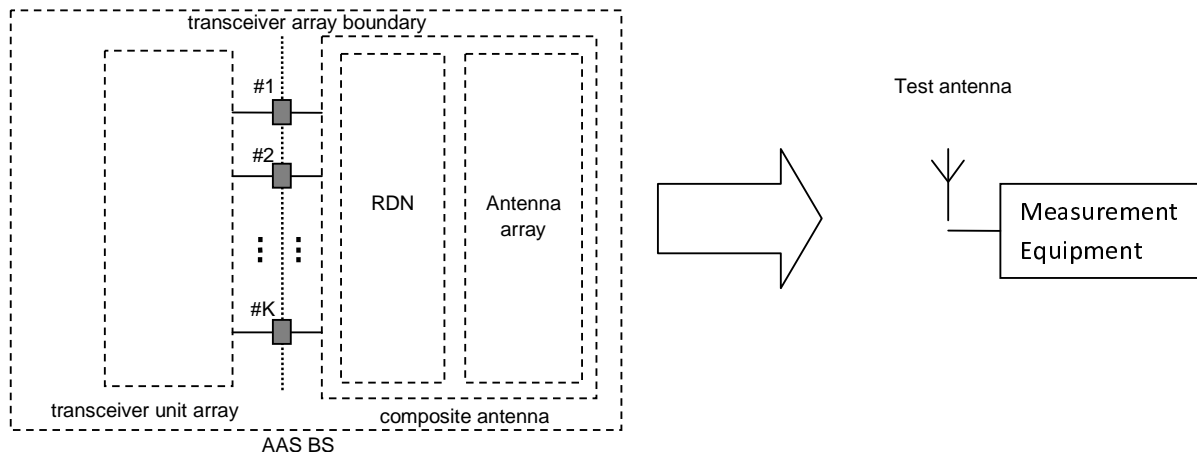 transceiver array boundary
#1
#2
#K
RDN
Antenna
array
transceiver unit array
composite antenna
AAS BS
Test antenna
Measurement
Equipment